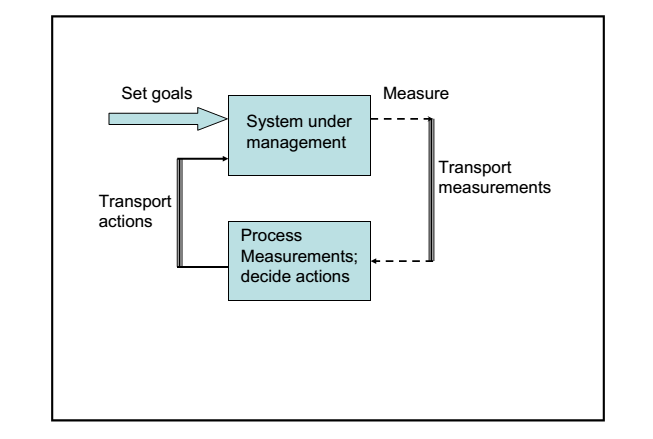 Set goals
Measure
System under
management
Transport
measurements
Transport
actions
Process
Measurements;
decide actions